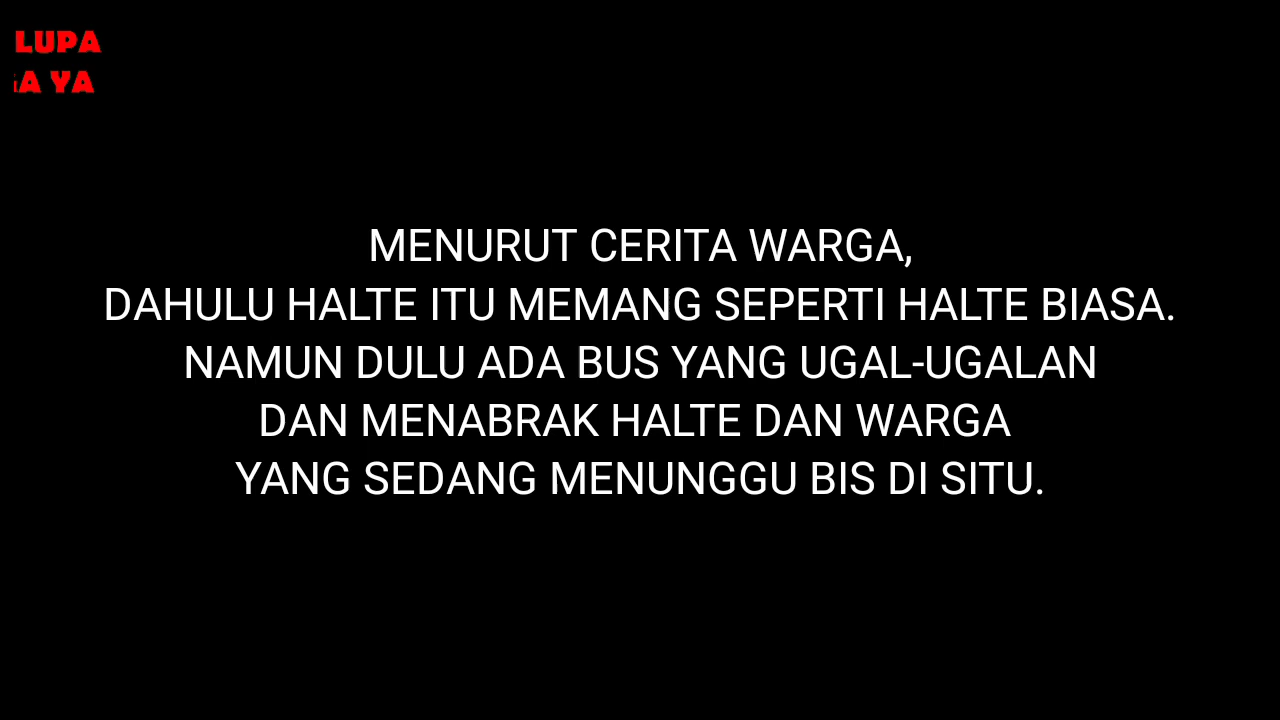 LUPA
YA
MENURUT CERITA WARGA,
DAHULU HALTE ITU MEMANG SEPERTI HALTE BIASA.
NAMUN DULU ADA BUS YANG UGAL-UGALAN
DAN MENABRAK HALTE DAN WARGA
YANG SEDANG MENUNGGU BIS DI SITU.